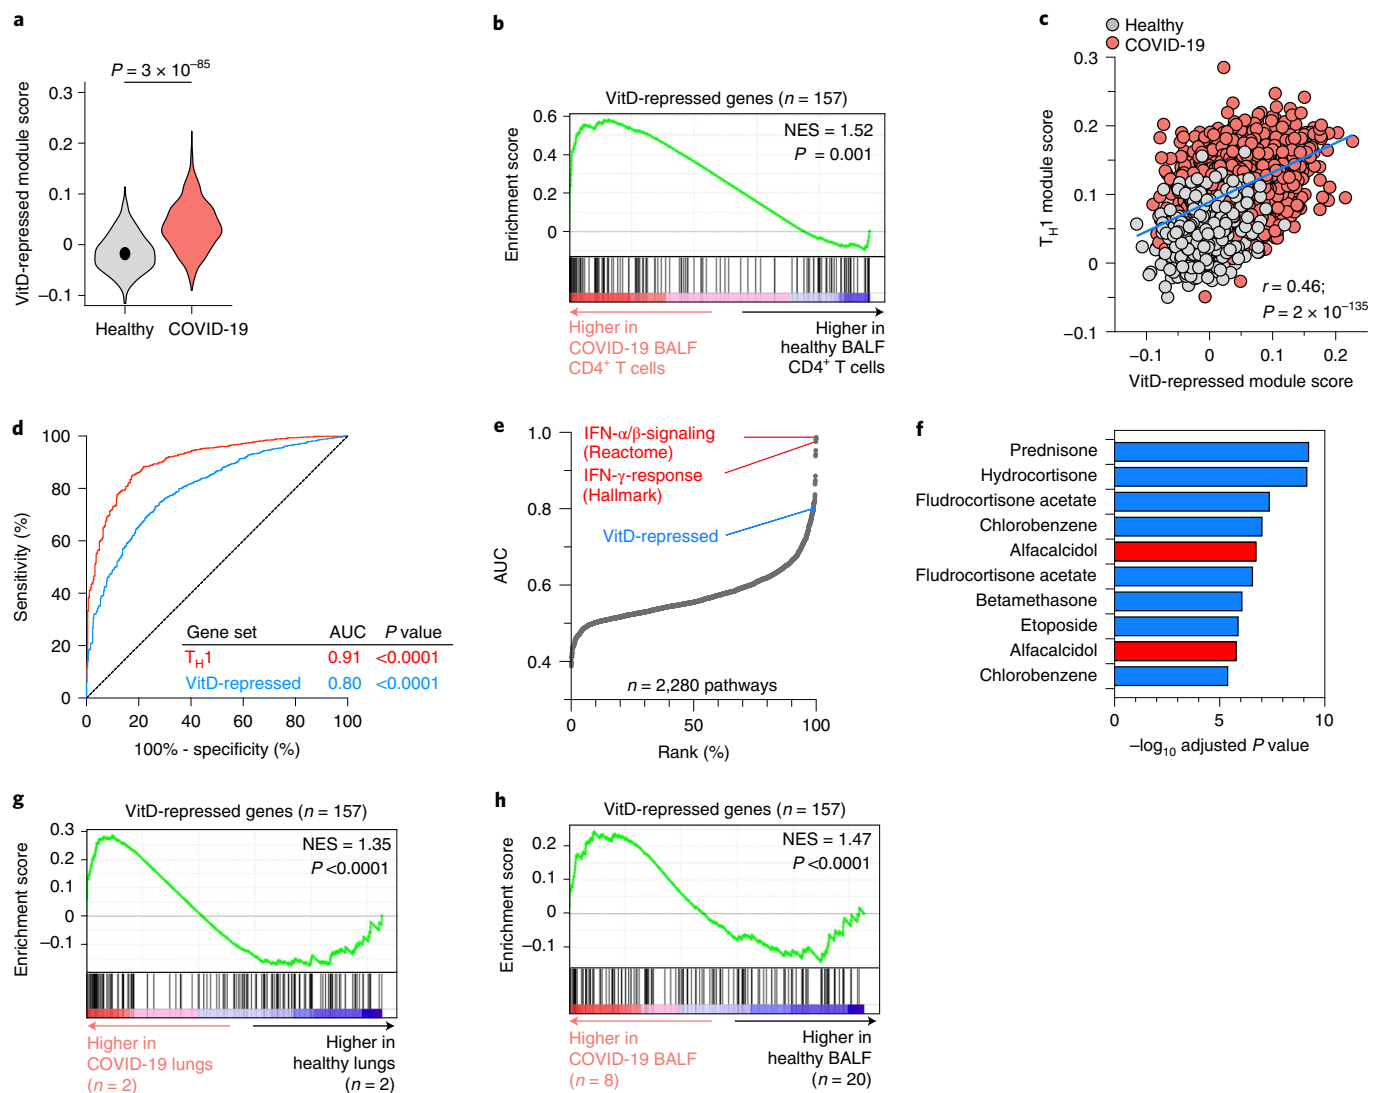 a
P = 3 × 10⁻⁸⁵
VitD-repressed module score
0.3
0.2
0.1
0
–0.1
Healthy
COVID-19
b
VitD-repressed genes (n = 157)
Enrichment score
0.6
0.4
0.2
0
NES = 1.52
P = 0.001
Higher in
COVID-19 BALF
CD4⁺ T cells
Higher in
healthy BALF
CD4⁺ T cells
c
Healthy
COVID-19
T_H1 module score
0.3
0.2
0.1
0
–0.1
r = 0.46;
P = 2 × 10⁻¹³⁵
–0.1 0 0.1 0.2
VitD-repressed module score
d
Sensitivity (%)
100
80
60
40
20
0
Gene set AUC P value
T_H1 0.91 <0.0001
VitD-repressed 0.80 <0.0001
0 20 40 60 80 100
100% - specificity (%)
e
AUC
1.0
0.8
0.6
0.4
IFN-α/β-signaling
(Reactome)
IFN-γ-response
(Hallmark)
VitD-repressed
n = 2,280 pathways
0 50 100
Rank (%)
f
Prednisone
Hydrocortisone
Fludrocortisone acetate
Chlorobenzene
Alfacalcidol
Fludrocortisone acetate
Betamethasone
Etoposide
Alfacalcidol
Chlorobenzene
0 5 10
–log₁₀ adjusted P value
g
VitD-repressed genes (n = 157)
Enrichment score
0.3
0.2
0.1
0
–0.1
NES = 1.35
P <0.0001
Higher in
COVID-19 lungs
(n = 2)
Higher in
healthy lungs
(n = 2)
h
VitD-repressed genes (n = 157)
Enrichment score
0.2
0.1
0
–0.1
NES = 1.47
P <0.0001
Higher in
COVID-19 BALF
(n = 8)
Higher in
healthy BALF
(n = 20)